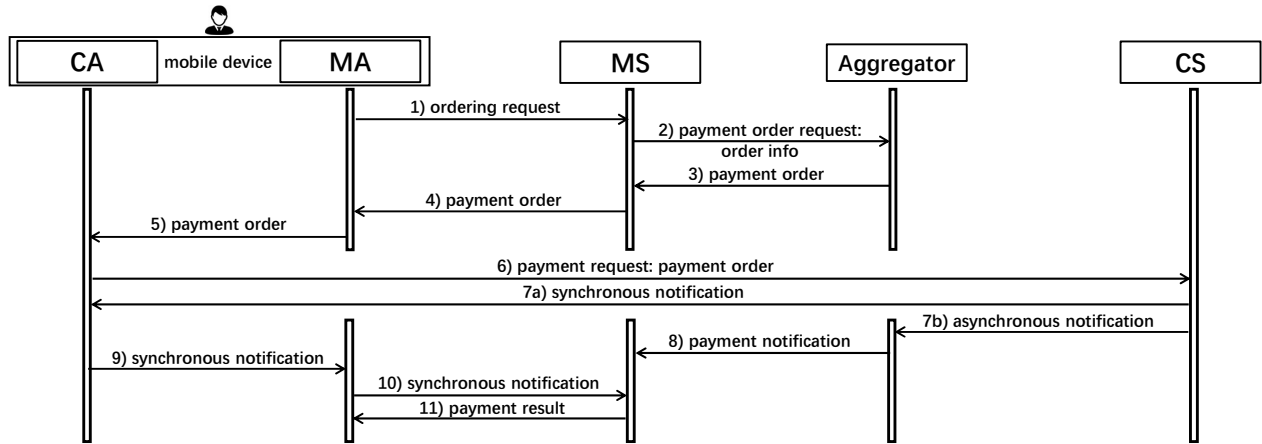 CA
mobile device
MA
MS
Aggregator
CS
1) ordering request
2) payment order request:
order info
3) payment order
4) payment order
5) payment order
6) payment request: payment order
7a) synchronous notification
7b) asynchronous notification
8) payment notification
9) synchronous notification
10) synchronous notification
11) payment result